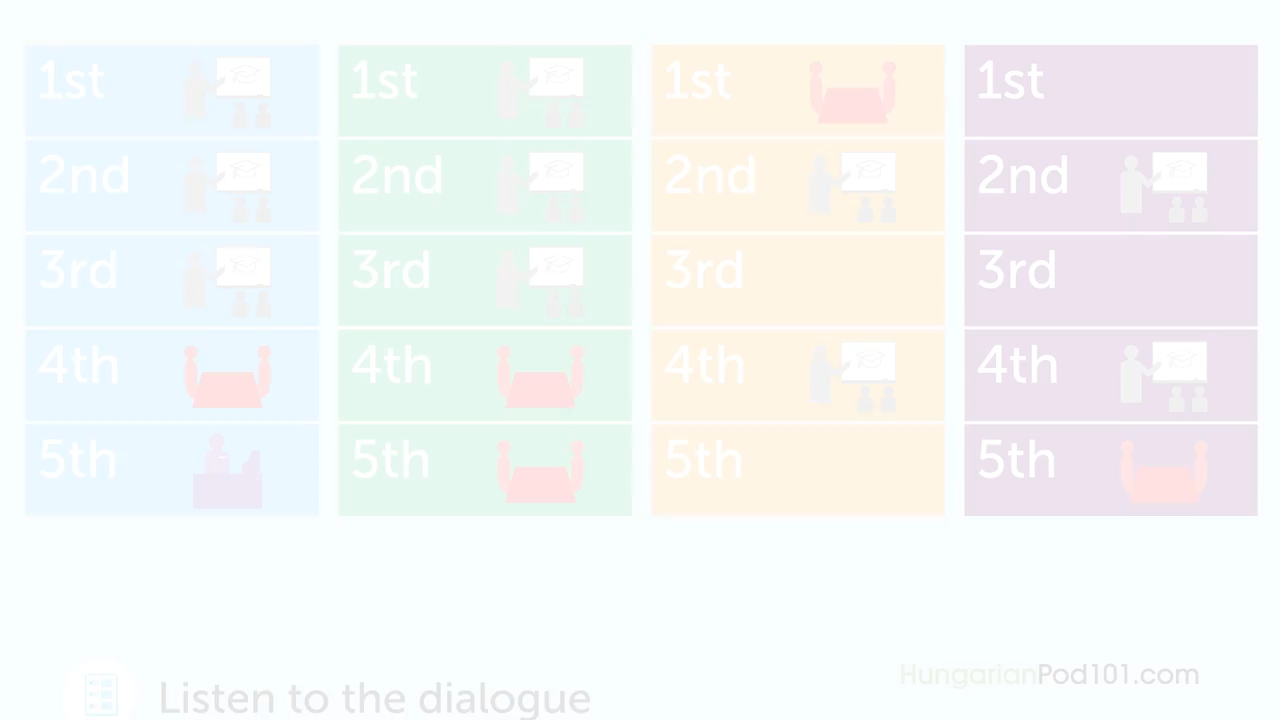 1st
2nd
3rd
4th
5th
1st
2nd
3rd
4th
5th
1st
2nd
3rd
4th
5th
1st
2nd
3rd
4th
5th
Listen to the dialogue
HungarianPod101.com